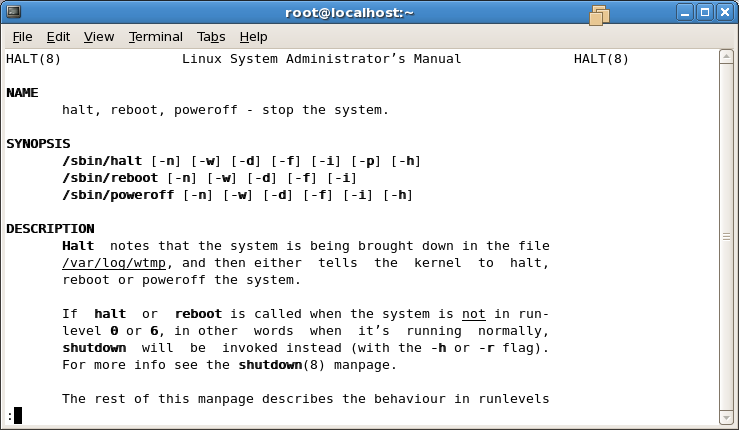 root@localhost:~
File Edit View Terminal Tabs Help
HALT(8)               Linux System Administrator’s Manual              HALT(8)
NAME
       halt, reboot, poweroff - stop the system.
SYNOPSIS
       /sbin/halt [-n] [-w] [-d] [-f] [-i] [-p] [-h]
       /sbin/reboot [-n] [-w] [-d] [-f] [-i]
       /sbin/poweroff [-n] [-w] [-d] [-f] [-i] [-h]
DESCRIPTION
       Halt  notes that the system is being brought down in the file
       /var/log/wtmp, and then either  tells  the  kernel  to  halt,
       reboot or poweroff the system.
       If  halt  or  reboot is called when the system is not in run-
       level 0 or 6, in other  words  when  it’s  running  normally,
       shutdown  will  be  invoked instead (with the -h or -r flag).
       For more info see the shutdown(8) manpage.
       The rest of this manpage describes the behaviour in runlevels
: